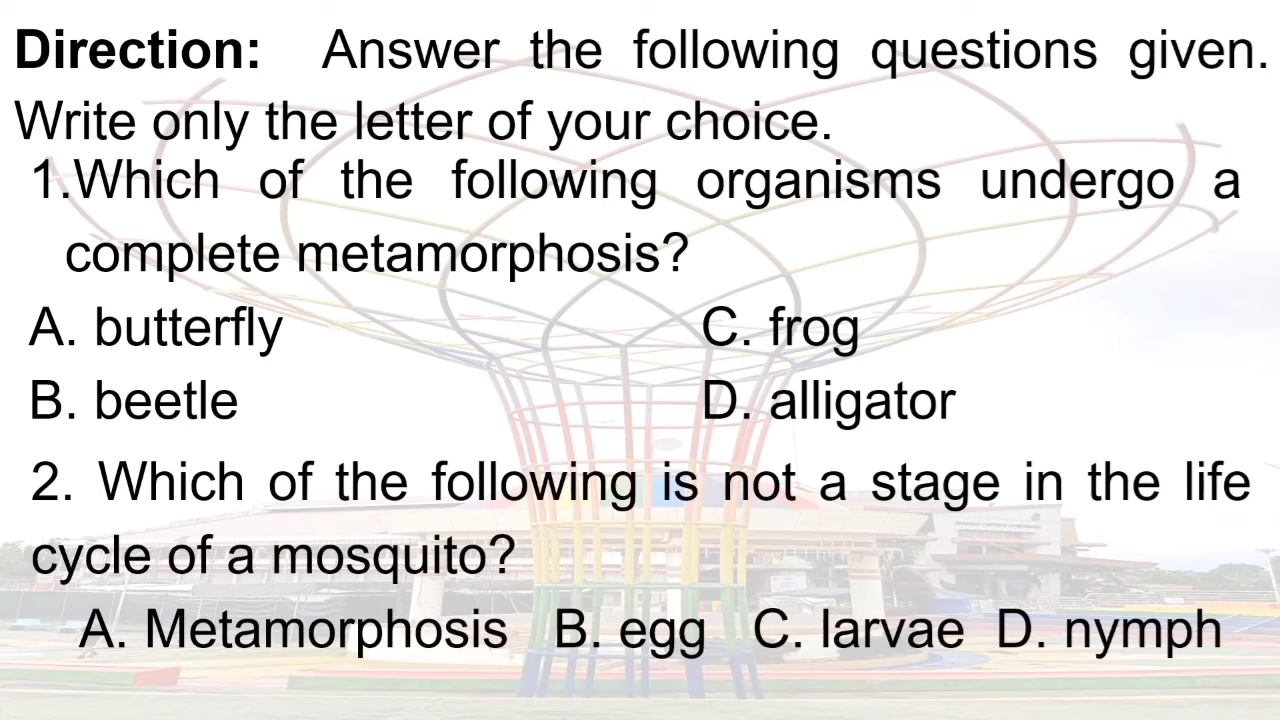 Direction: Answer the following questions given.
Write only the letter of your choice.
1.Which of the following organisms undergo a
complete metamorphosis?
A. butterfly C. frog
B. beetle D. alligator
2. Which of the following is not a stage in the life
cycle of a mosquito?
A. Metamorphosis B. egg C. larvae D. nymph